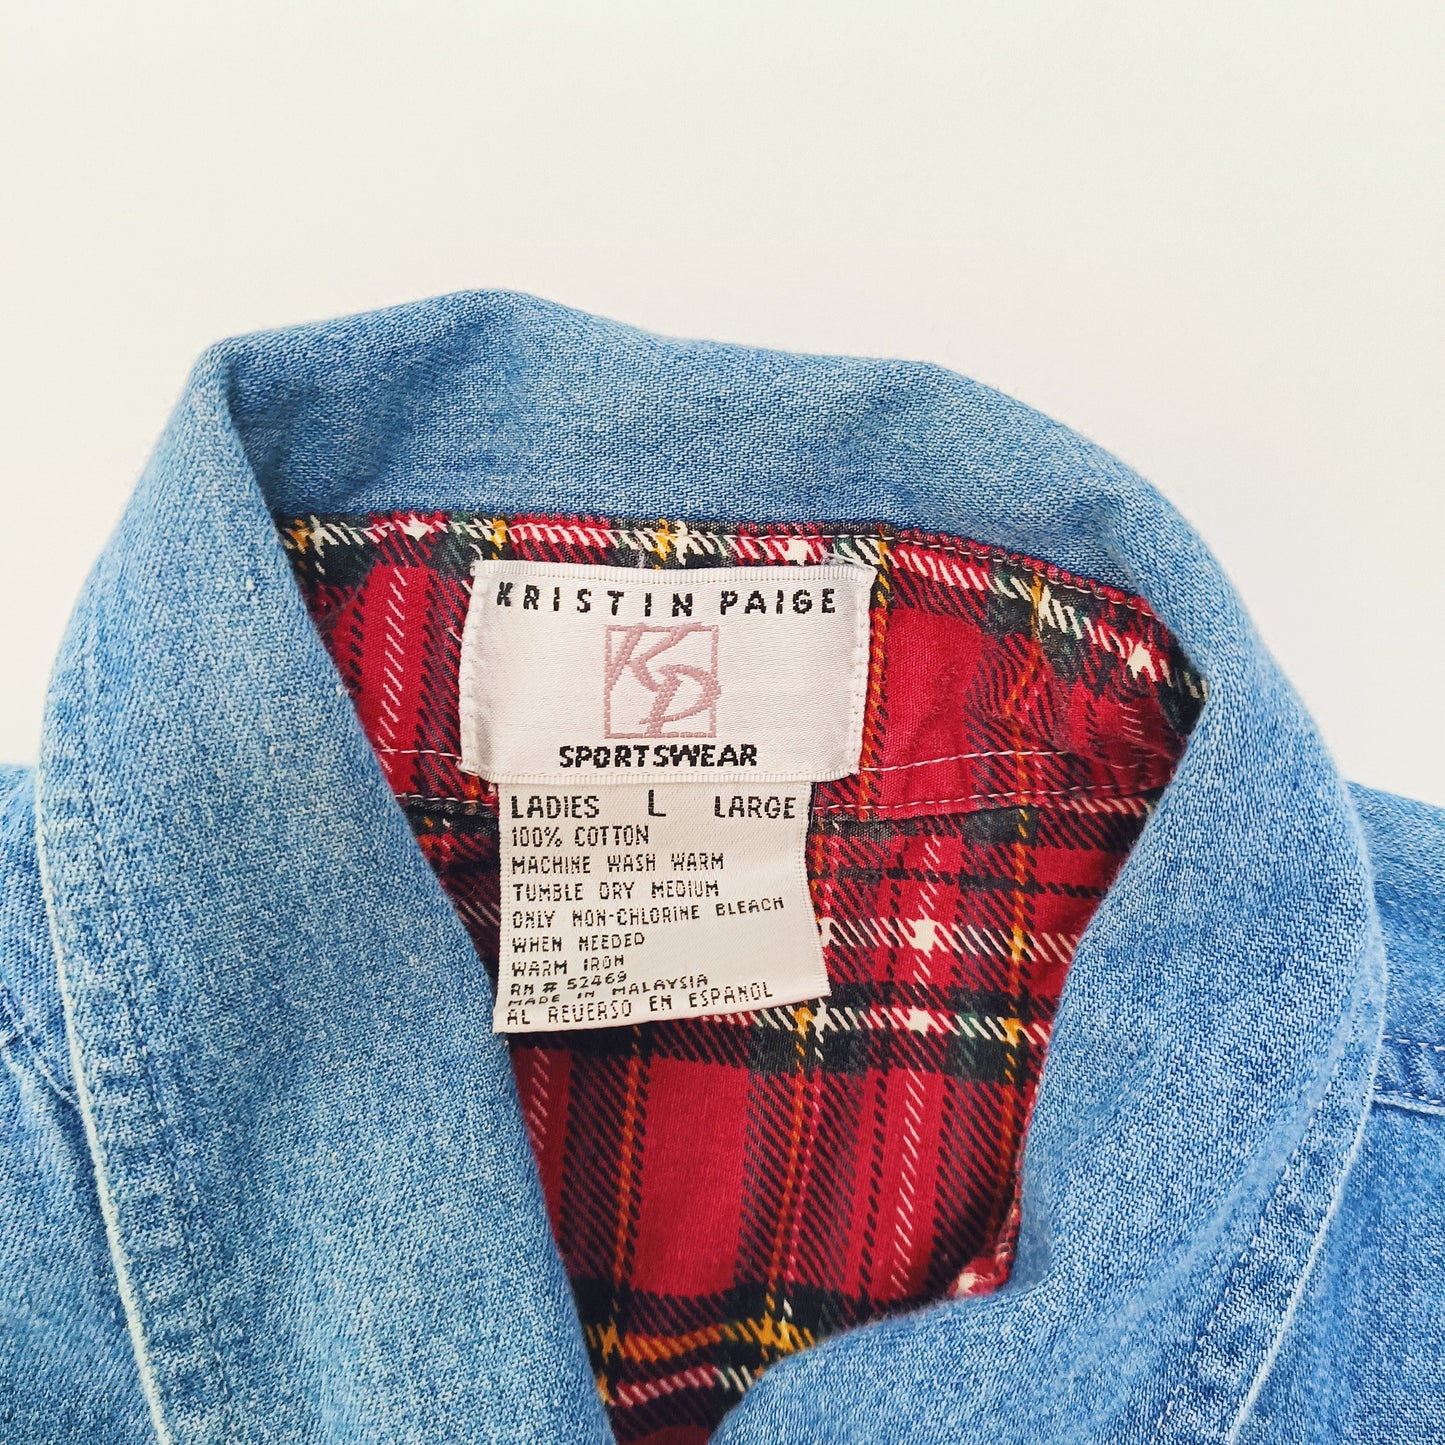 KRISTIN PAIGE
KP
SPORTSWEAR
LADIES L LARGE
100% COTTON
MACHINE WASH WARM
TUMBLE DRY MEDIUM
ONLY NON-CHLORINE BLEACH
WHEN NEEDED
WARM IRON
RN # 52469
MADE IN MALAYSIA
AL REVERSO EN ESPANOL